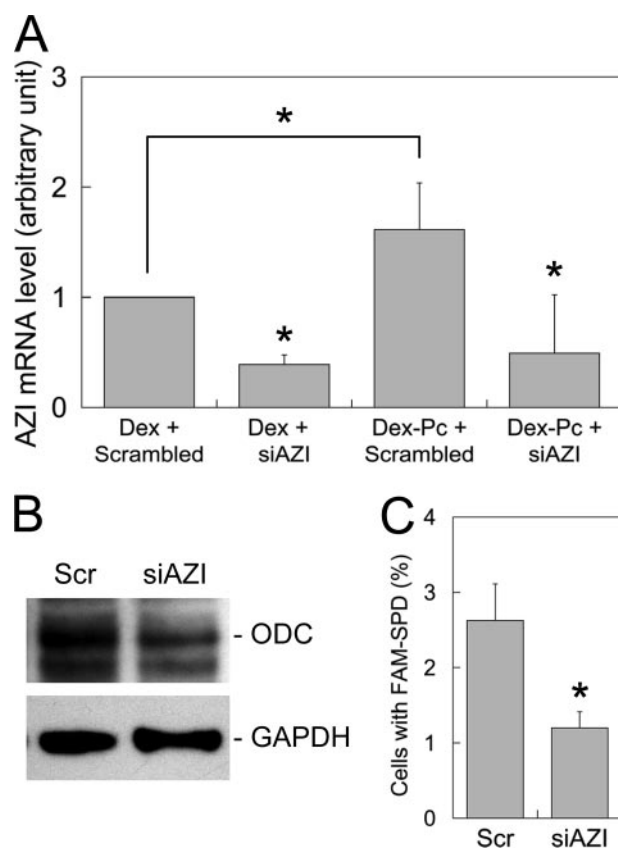 A
AZI mRNA level (arbitrary unit)
3
2
1
0
*
*
*
Dex + Scrambled
Dex + siAZI
Dex-Pc + Scrambled
Dex-Pc + siAZI
B
Scr siAZI
- ODC
- GAPDH
C
Cells with FAM-SPD (%)
4
3
2
1
0
*
Scr siAZI